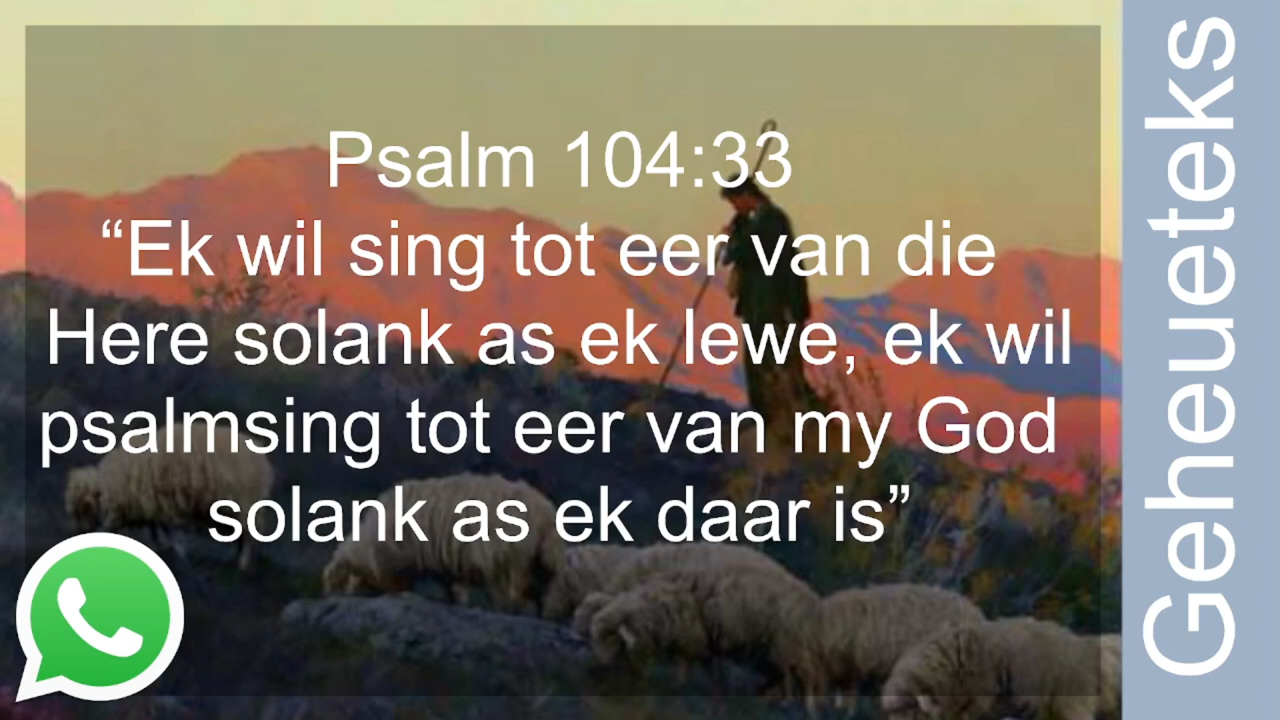 Psalm 104:33
“Ek wil sing tot eer van die
Here solank as ek lewe, ek wil
psalmsing tot eer van my God
solank as ek daar is”
Geheueteks